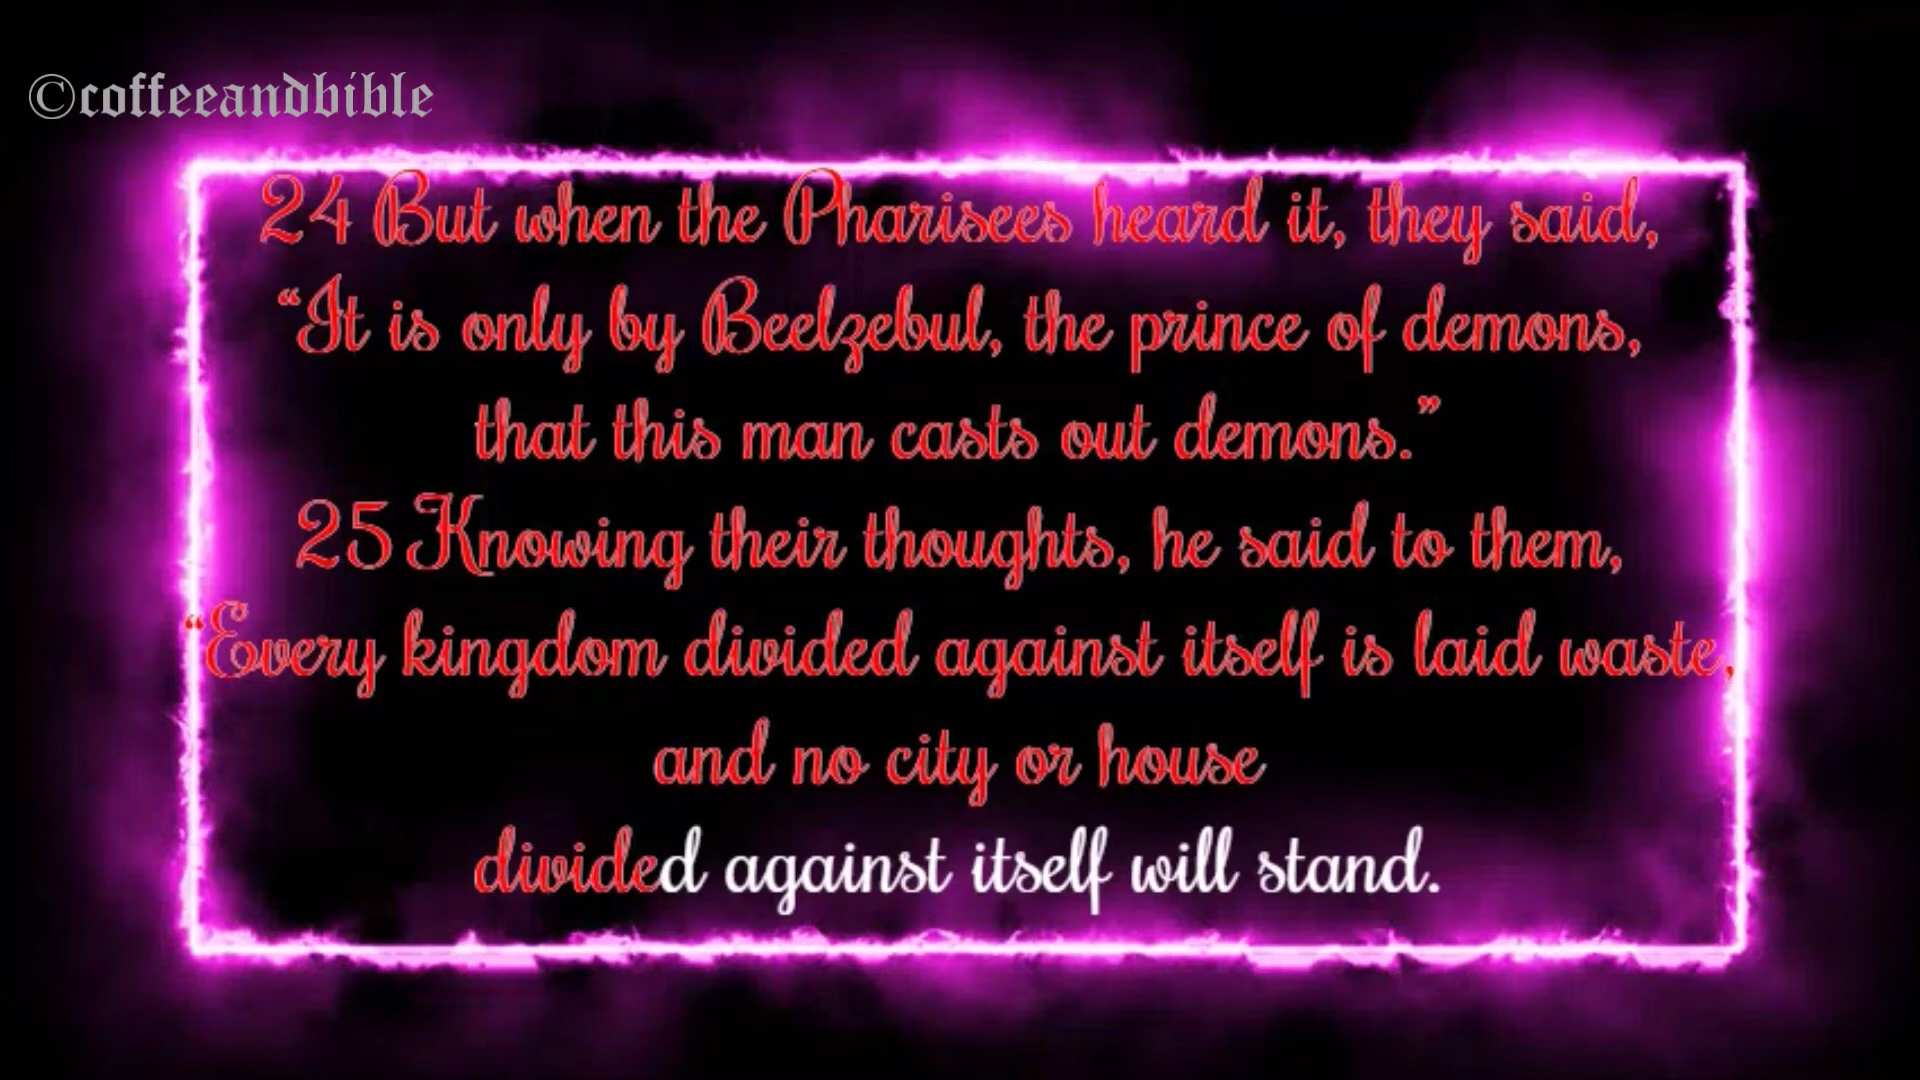 ©coffeeandbible
24 But when the Pharisees heard it, they said,
“It is only by Beelzebul, the prince of demons,
that this man casts out demons.”
25 Knowing their thoughts, he said to them,
“Every kingdom divided against itself is laid waste,
and no city or house
divided against itself will stand.